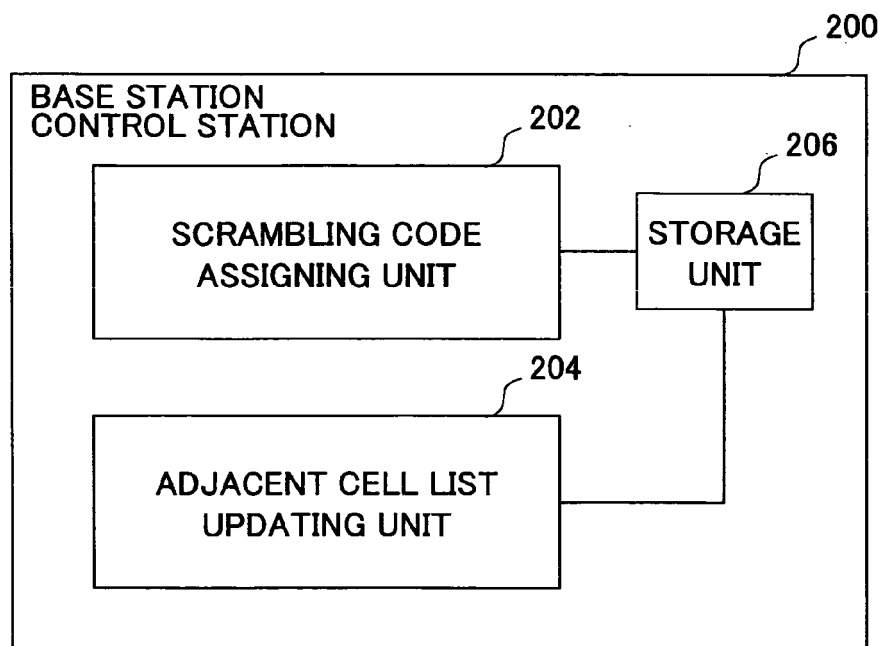 200
BASE STATION
CONTROL STATION
202
206
SCRAMBLING CODE
ASSIGNING UNIT
STORAGE
UNIT
204
ADJACENT CELL LIST
UPDATING UNIT